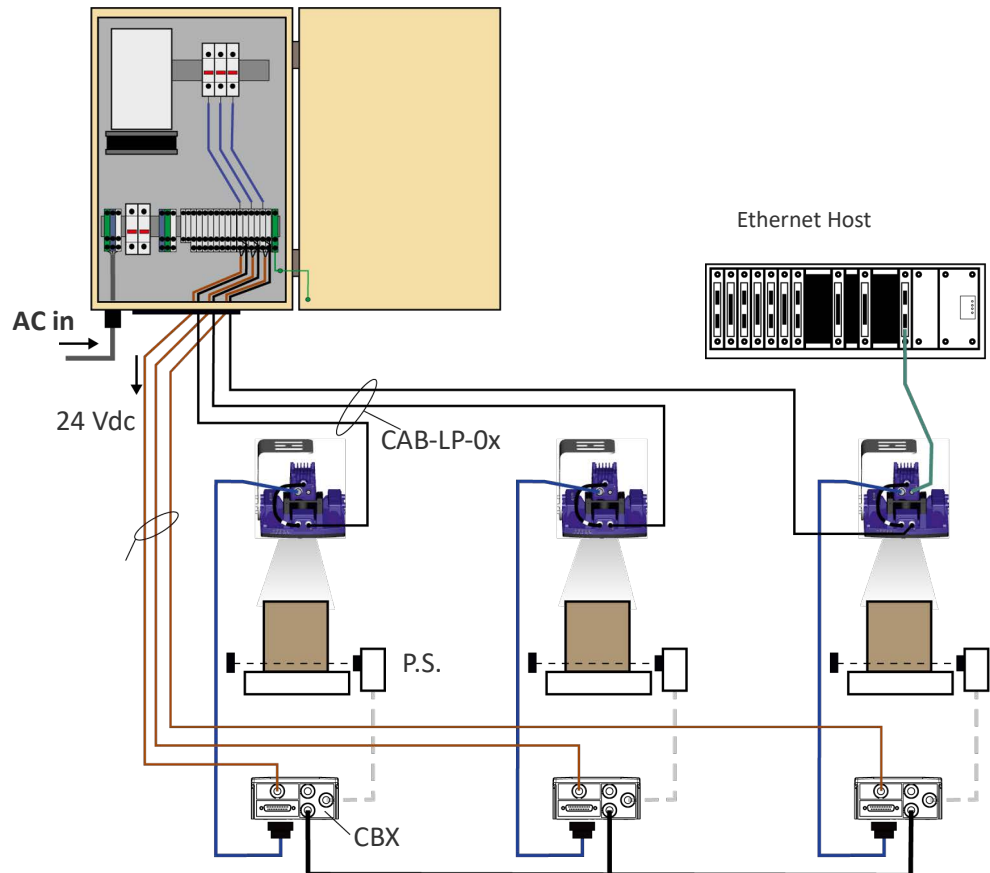 Ethernet Host
AC in
24 Vdc
CAB-LP-0x
P.S.
CBX